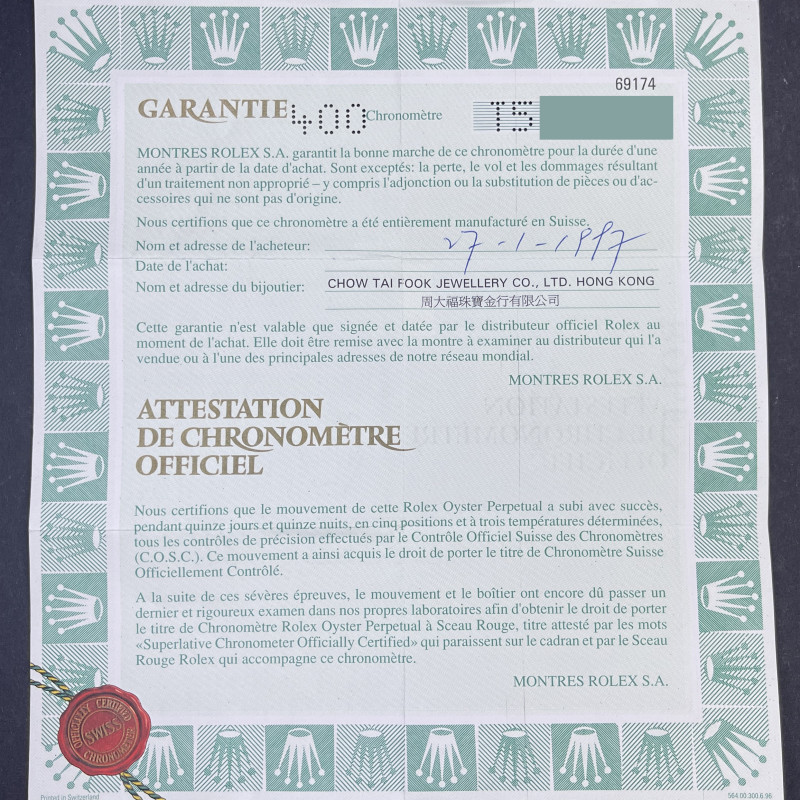 69174
GARANTIE 400 Chronomètre T5
MONTRES ROLEX S.A. garantit la bonne marche de ce chronomètre pour la durée d'une
année à partir de la date d'achat. Sont exceptés: la perte, le vol et les dommages résultant
d'un traitement non approprié – y compris l'adjonction ou la substitution de pièces ou d'ac-
cessoires qui ne sont pas d'origine.
Nous certifions que ce chronomètre a été entièrement manufacturé en Suisse.
Nom et adresse de l'acheteur: 27-1-1997
Date de l'achat:
Nom et adresse du bijoutier: CHOW TAI FOOK JEWELLERY CO., LTD. HONG KONG
周大福珠寶金行有限公司
Cette garantie n'est valable que signée et datée par le distributeur officiel Rolex au
moment de l'achat. Elle doit être remise avec la montre à examiner au distributeur qui l'a
vendue ou à l'une des principales adresses de notre réseau mondial.
MONTRES ROLEX S.A.
ATTESTATION
DE CHRONOMÈTRE
OFFICIEL
Nous certifions que le mouvement de cette Rolex Oyster Perpetual a subi avec succès,
pendant quinze jours et quinze nuits, en cinq positions et à trois températures déterminées,
tous les contrôles de précision effectués par le Contrôle Officiel Suisse des Chronomètres
(C.O.S.C.). Ce mouvement a ainsi acquis le droit de porter le titre de Chronomètre Suisse
Officiellement Contrôlé.
A la suite de ces sévères épreuves, le mouvement et le boîtier ont encore dû passer un
dernier et rigoureux examen dans nos propres laboratoires afin d'obtenir le droit de porter
le titre de Chronomètre Rolex Oyster Perpetual à Sceau Rouge, titre attesté par les mots
«Superlative Chronometer Officially Certified» qui paraissent sur le cadran et par le Sceau
Rouge Rolex qui accompagne ce chronomètre.
MONTRES ROLEX S.A.
OFFICIALLY CERTIFIED
SWISS
CHRONOMETER
Printed in Switzerland
564.00.300.6.96